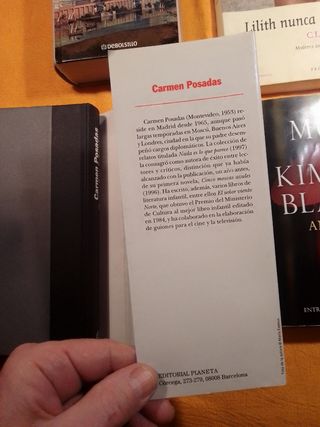 DEBOLS!LLO
Lilith nunca
Carmen Posadas
Carmen Posadas
Carmen Posadas (Montevideo, 1953) re-
side en Madrid desde 1965, aunque pasó
largas temporadas en Moscú, Buenos Aires
y Londres, ciudad en la que su padre desem-
peñó cargos diplomáticos. La colección de
relatos titulada Nada es lo que parece (1997)
la consagró como autora de éxito entre lec-
tores y críticos, distinción que ya había
alcanzado con la publicación, un año antes,
de su primera novela, Cinco moscas azules
(1996). Ha escrito, además, varios libros de
literatura infantil, entre ellos El señor viento
Norte, que obtuvo el Premio del Ministerio
de Cultura al mejor libro infantil editado
en 1984, y ha colaborado en la elaboración
de guiones para el cine y la televisión.
EDITORIAL PLANETA
Córcega, 273-279, 08008 Barcelona
KIM
BLA
AN
ENTR